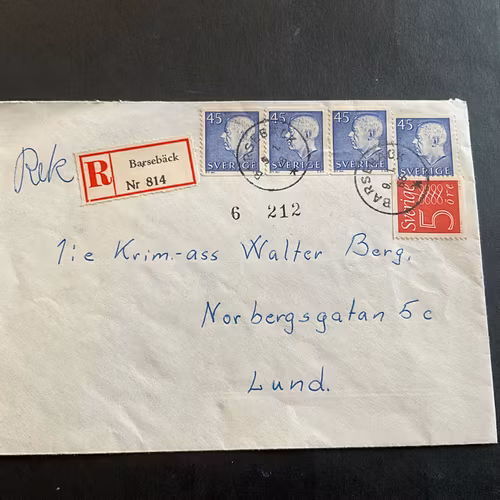 45 45 45 45
SVERIGE SVERIGE SVERIGE SVERIGE
Rek
R Barsebäck
Nr 814
Sverige 5 öre
6 212
1:e Krim.-ass Walter Berg.
Norbergsgatan 5c
Lund.